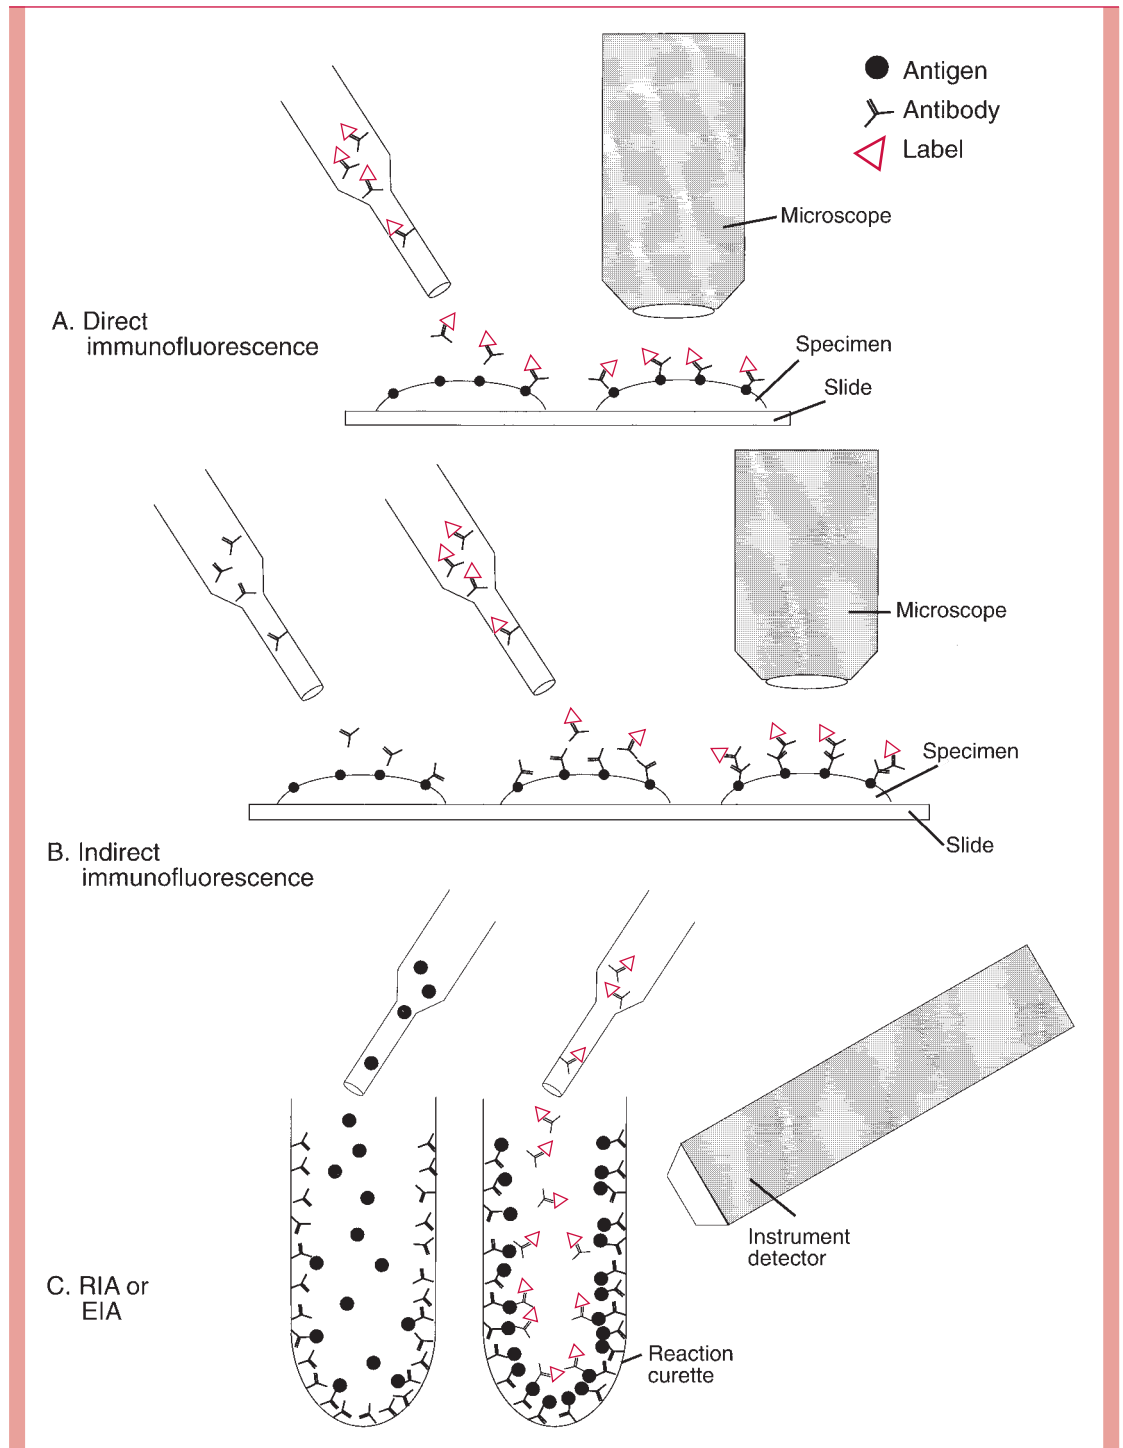 Antigen
Antibody
Label
Microscope
A. Direct
immunofluorescence
Specimen
Slide
Microscope
Specimen
Slide
B. Indirect
immunofluorescence
Instrument
detector
C. RIA or
EIA
Reaction
curette